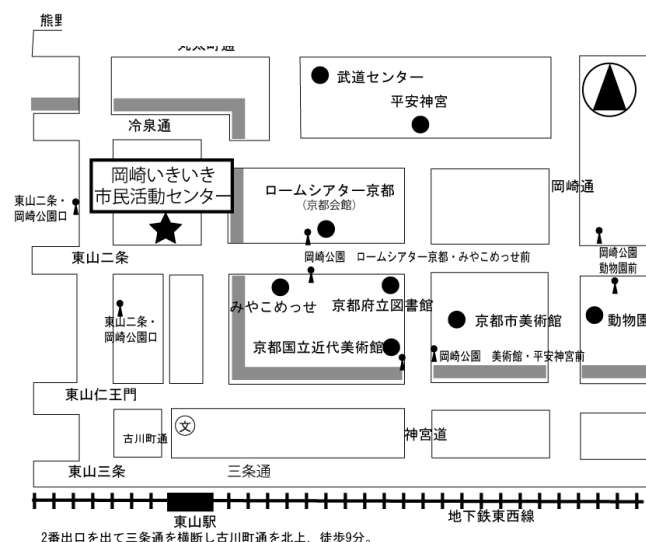 熊野
丸太町通
武道センター
平安神宮
冷泉通
岡崎いきいき
市民活動センター
ロームシアター京都
(京都会館)
岡崎通
東山二条・
岡崎公園口
東山二条
岡崎公園 ロームシアター京都・みやこめっせ前
岡崎公園
動物園前
みやこめっせ
京都府立図書館
東山二条・
岡崎公園口
京都市美術館
動物園
京都国立近代美術館
岡崎公園 美術館・平安神宮前
東山仁王門
文
古川町通
神宮道
東山三条
三条通
東山駅
地下鉄東西線
2番出口を出て三条通を横断し古川町通を北上、徒歩9分。